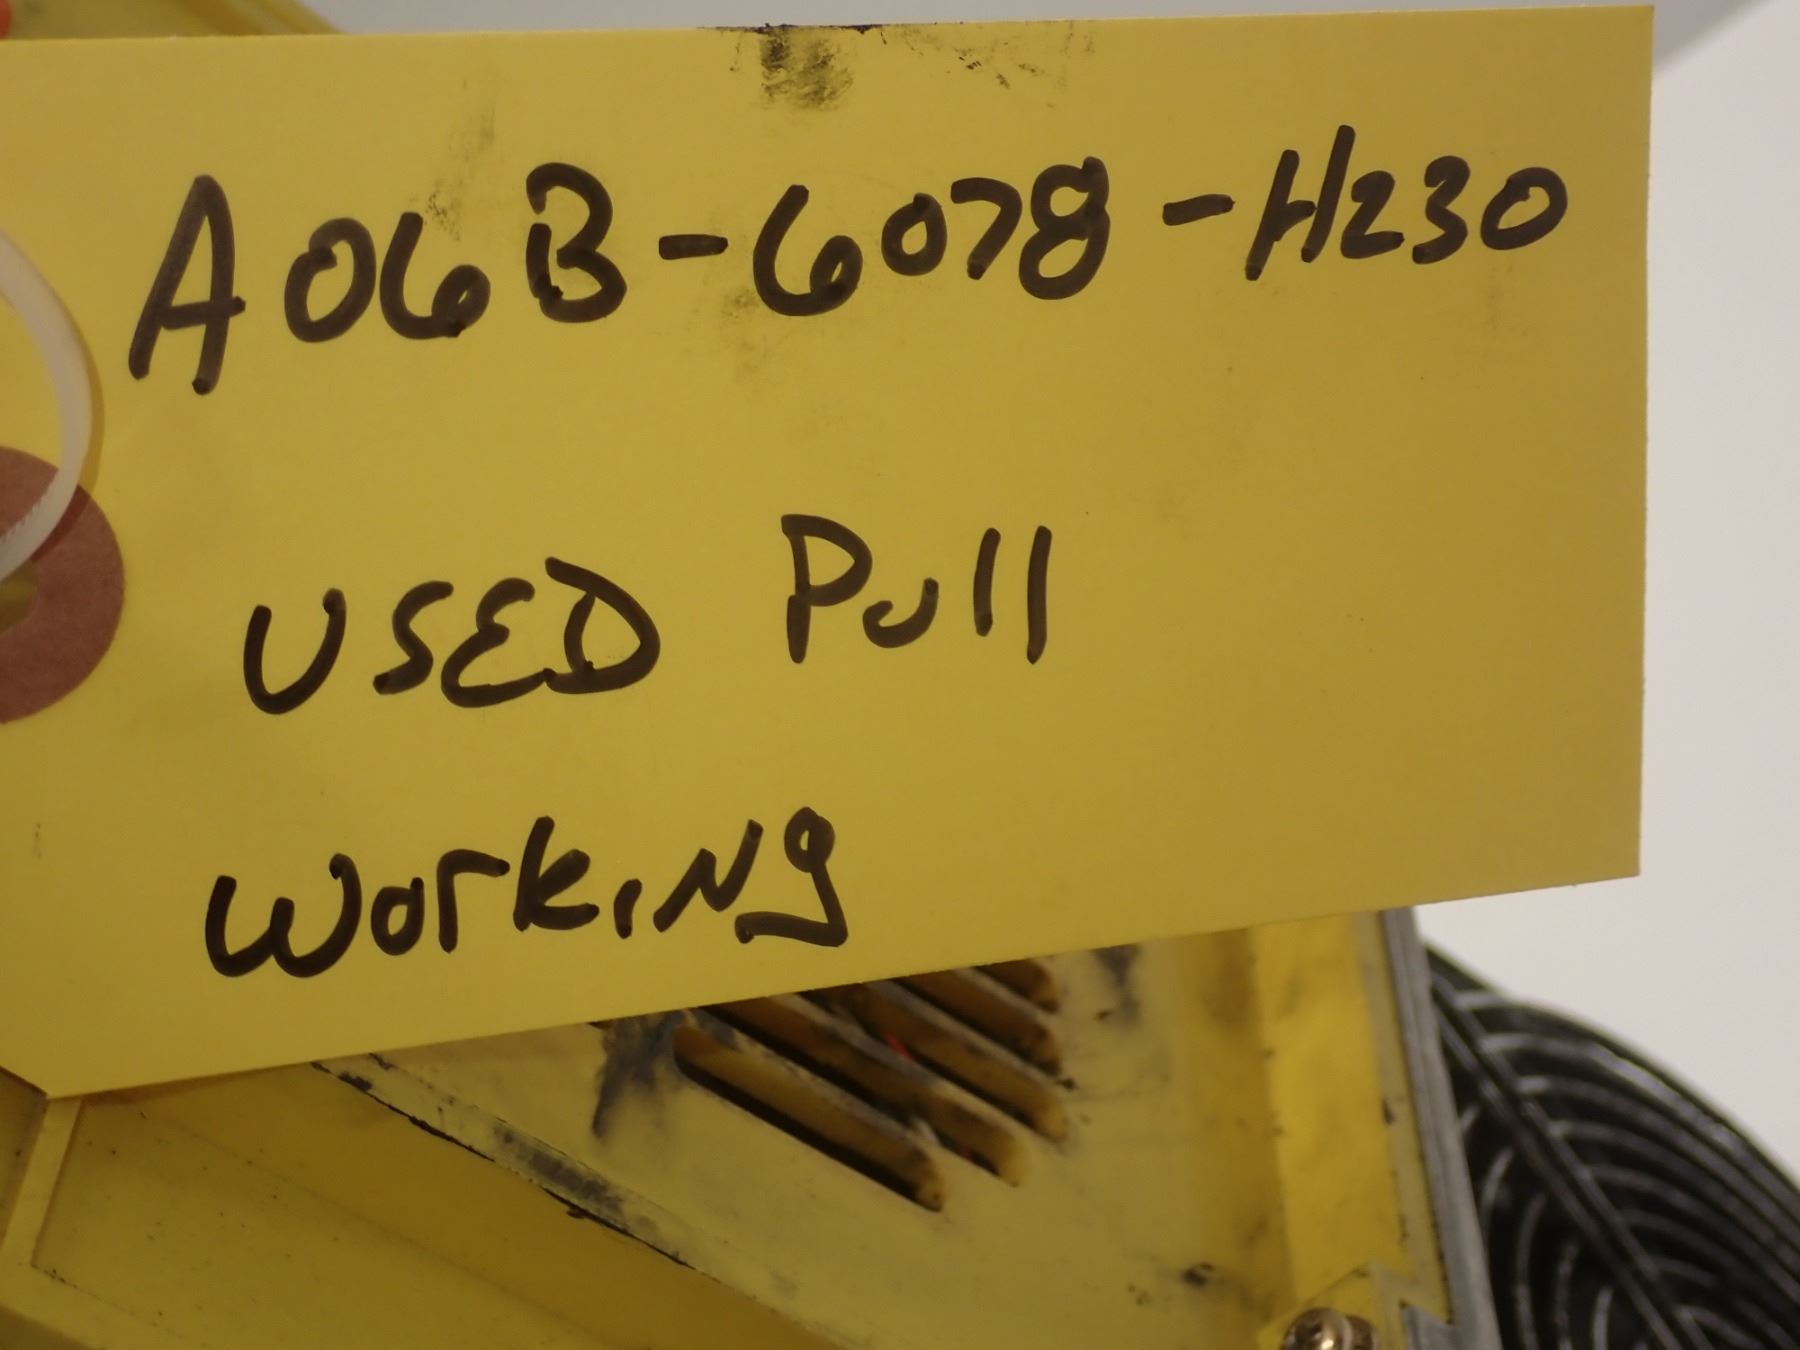 A06B-6078-H230
USED Pull
Working